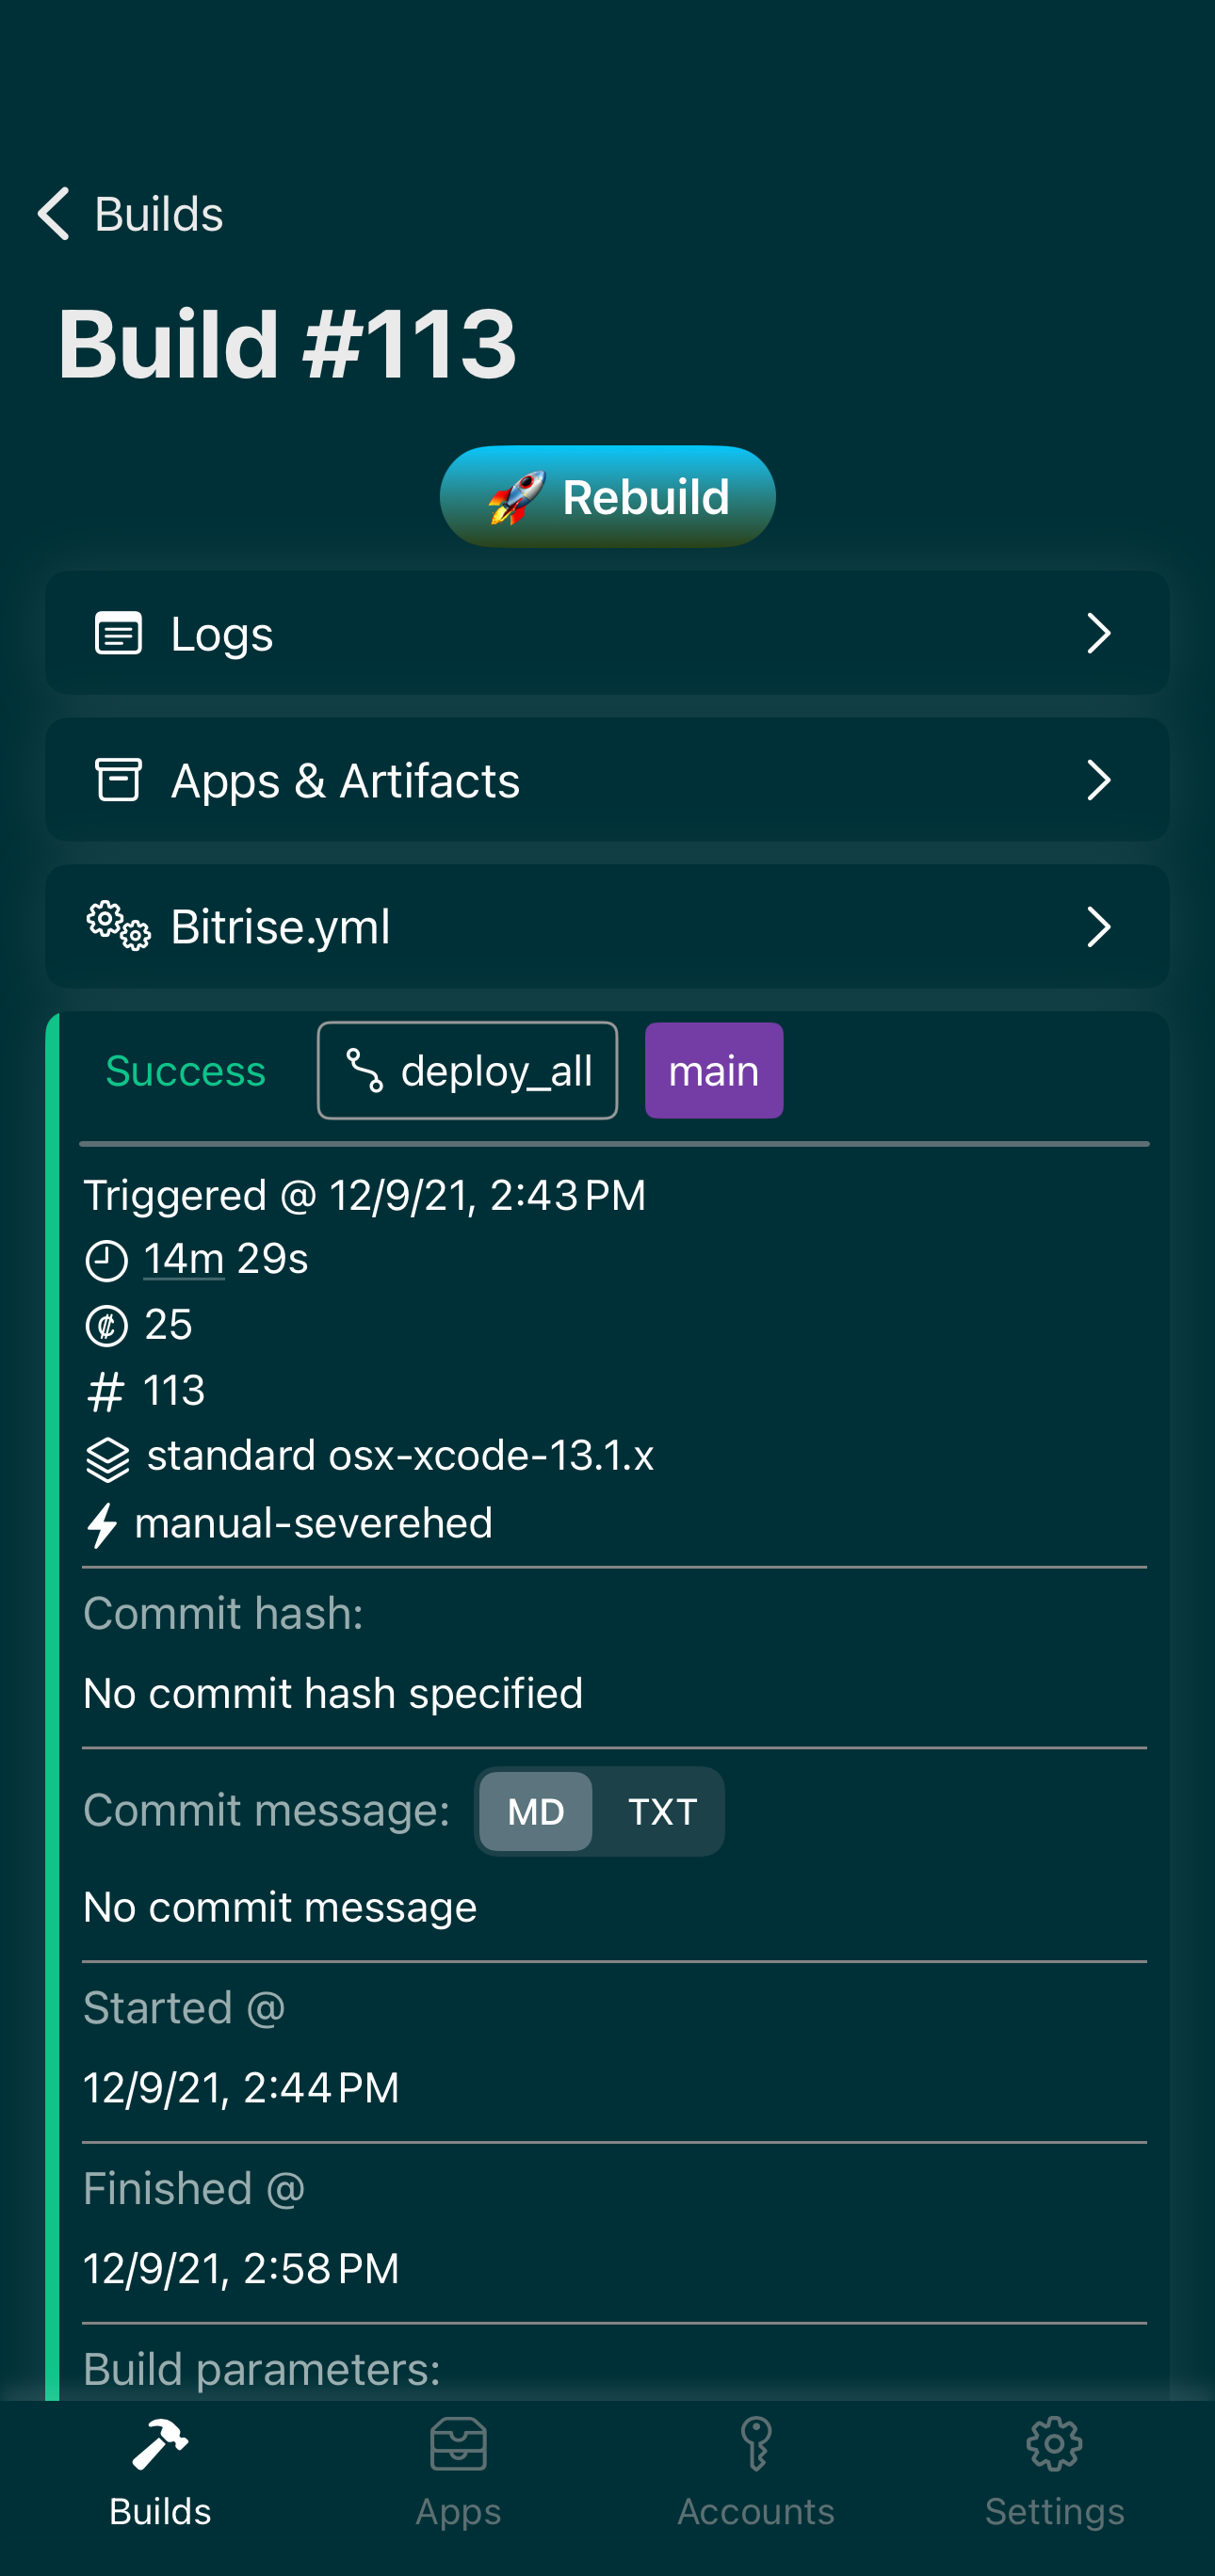 Builds
Build #113
🚀 Rebuild
Logs
Apps & Artifacts
Bitrise.yml
Success deploy_all main
Triggered @ 12/9/21, 2:43 PM
14m 29s
25
# 113
standard osx-xcode-13.1.x
manual-severehed
Commit hash:
No commit hash specified
Commit message: MD TXT
No commit message
Started @
12/9/21, 2:44 PM
Finished @
12/9/21, 2:58 PM
Build parameters:
Builds Apps Accounts Settings